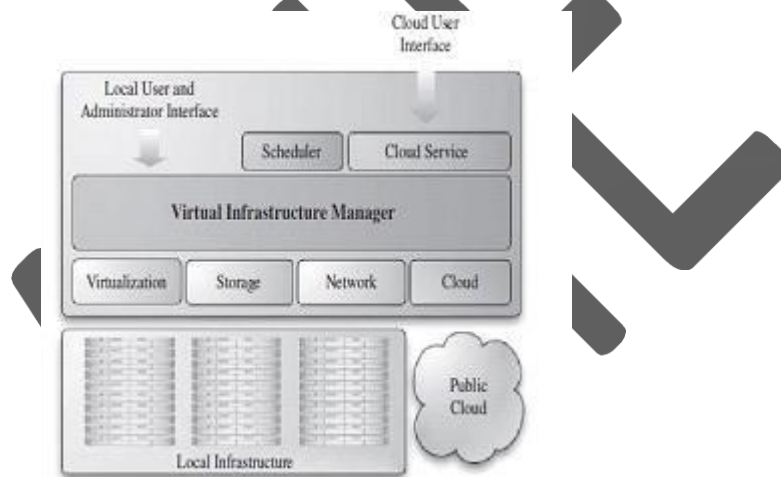 Cloud User
Interface
Local User and
Administrator Interface
Scheduler
Cloud Service
Virtual Infrastructure Manager
Virtualization
Storage
Network
Cloud
Public
Cloud
Local Infrastructure